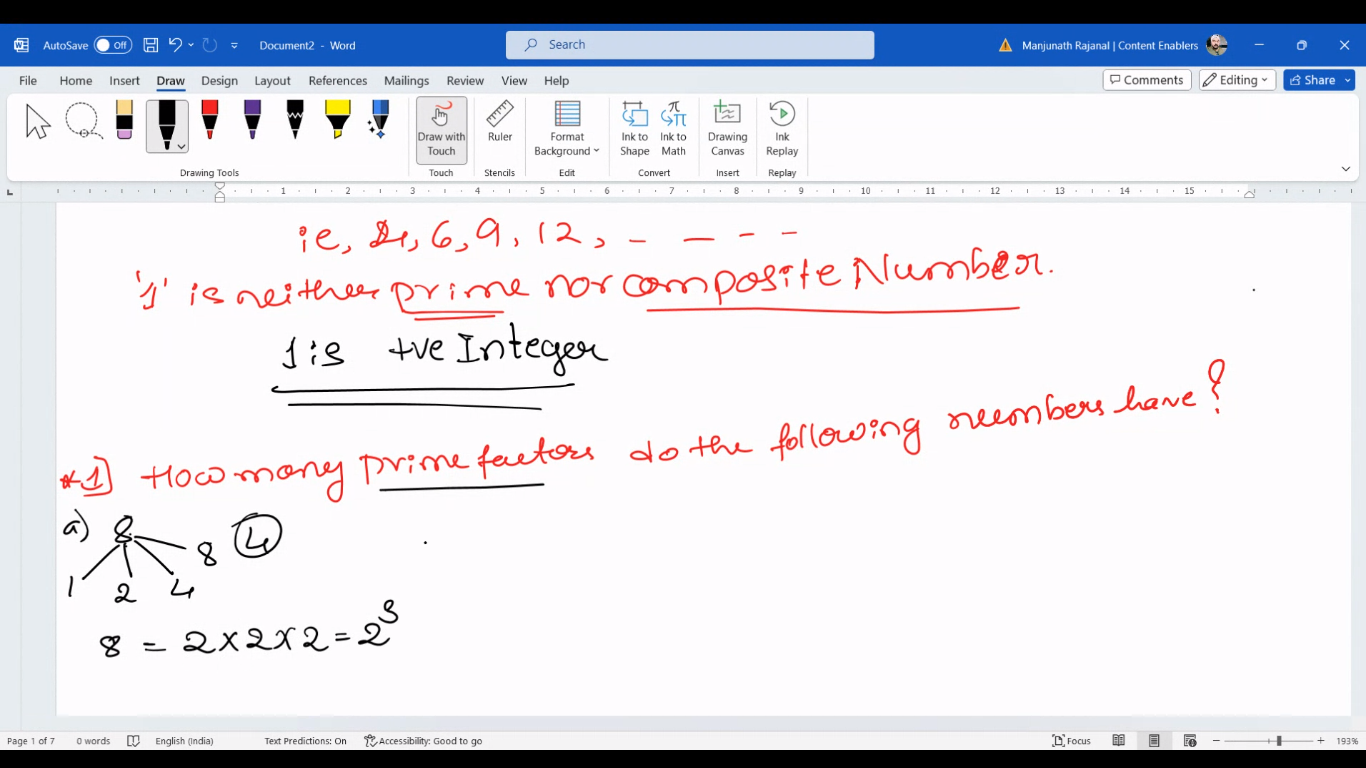 AutoSave Off Document2 - Word Search Manjunath Rajanal | Content Enablers
File Home Insert Draw Design Layout References Mailings Review View Help Comments Editing Share
Draw with Touch Ruler Format Background Ink to Shape Ink to Math Drawing Canvas Ink Replay
Drawing Tools Touch Stencils Edit Convert Insert Replay
1 2 3 4 5 6 7 8 9 10 11 12 13 14 15
ie, 4, 6, 9, 12, - - - -
'1' is neither prime nor composite Number.
1 is +ve Integer
*1] How many prime factors do the following numbers have?
a) 8 8 4
1 2 4
8 = 2 x 2 x 2 = 2³
Page 1 of 7 0 words English (India) Text Predictions: On Accessibility: Good to go Focus 193%